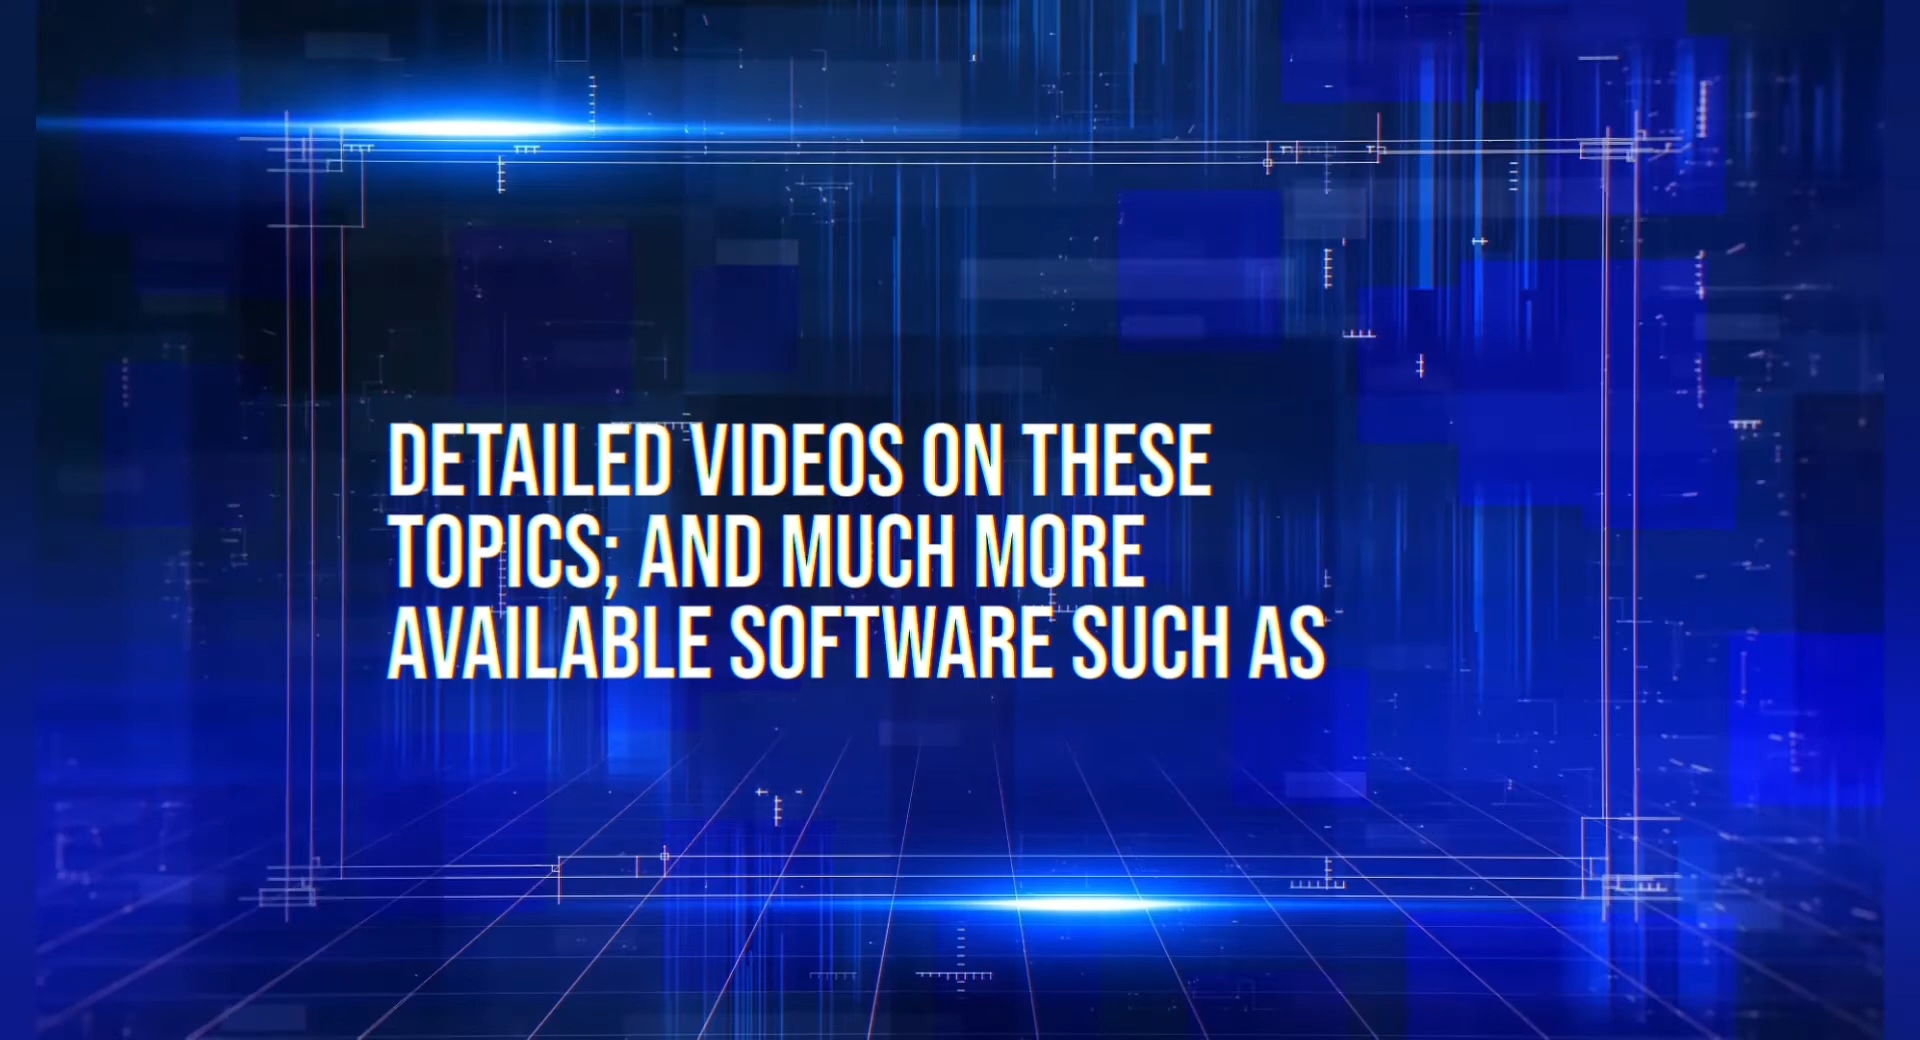 DETAILED VIDEOS ON THESE
TOPICS; AND MUCH MORE
AVAILABLE SOFTWARE SUCH AS